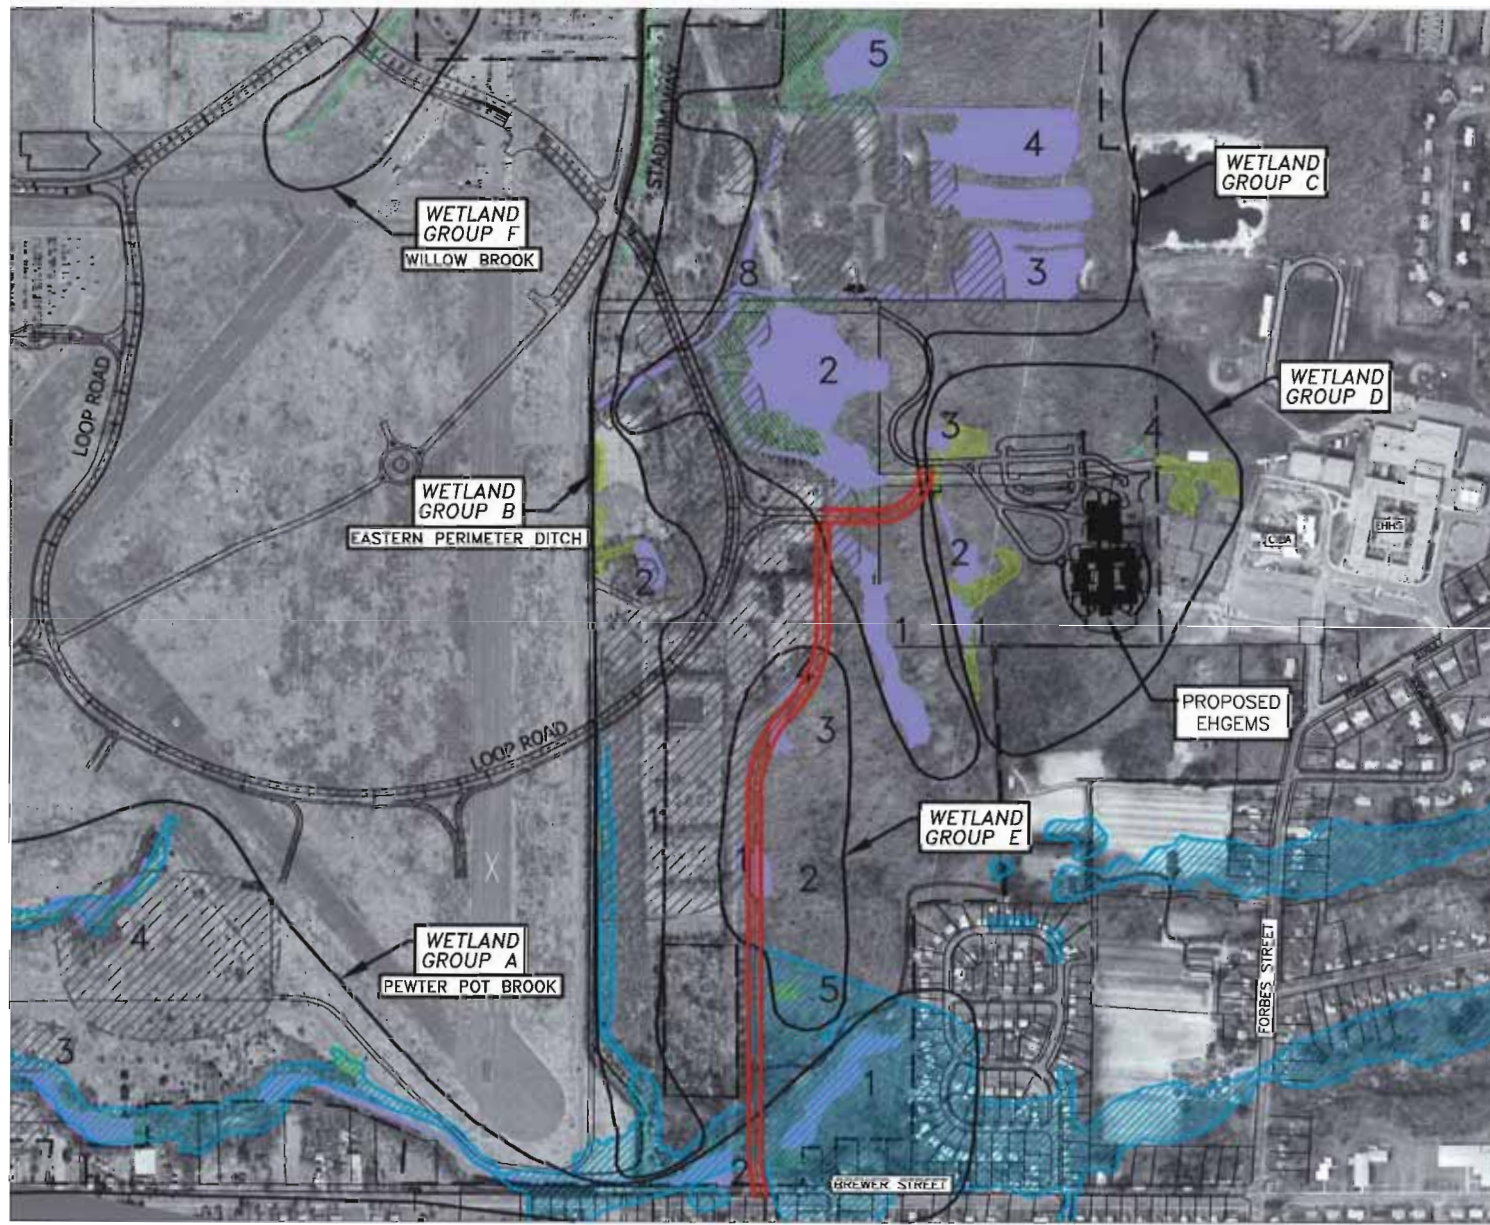 5
4
WETLAND
GROUP C
STADIUM WAY
WETLAND
GROUP F
WILLOW BROOK
8
3
2
WETLAND
GROUP D
LOOP ROAD
3
4
WETLAND
GROUP B
EASTERN PERIMETER DITCH
EHHS
2
2
1
1
PROPOSED
EHGEMS
LOOP ROAD
3
WETLAND
GROUP E
1
X
1
2
4
WETLAND
GROUP A
PEWTER POT BROOK
5
FORBES STREET
3
1
2
BREWER STREET